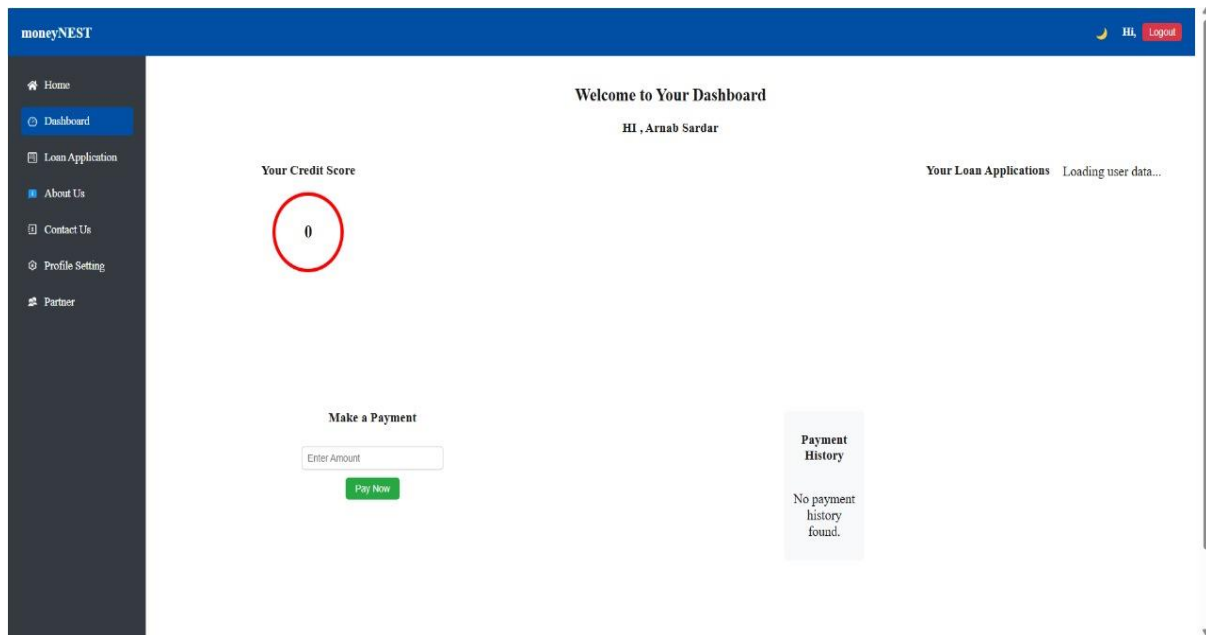 moneyNEST
Hi, Logout
Home
Dashboard
Loan Application
About Us
Contact Us
Profile Setting
Partner
Welcome to Your Dashboard
HI , Arnab Sardar
Your Credit Score
0
Your Loan Applications Loading user data...
Make a Payment
Enter Amount
Pay Now
Payment
History
No payment
history
found.